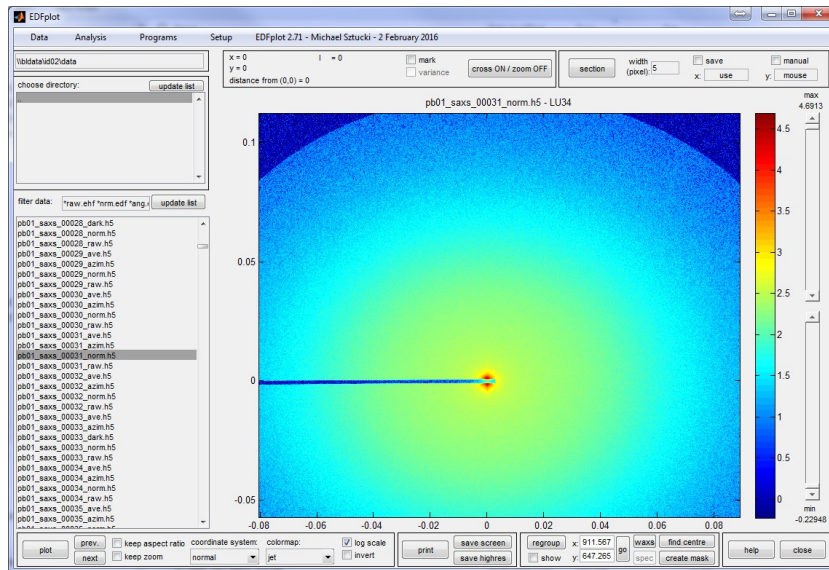 EDFplot
Data Analysis Programs Setup EDFplot 2.71 - Michael Sztucki - 2 February 2016
\\bldata\id02\data
choose directory: update list
..
filter data: *raw.ehf *nrm.edf *ang. update list
pb01_saxs_00028_dark.h5
pb01_saxs_00028_norm.h5
pb01_saxs_00028_raw.h5
pb01_saxs_00029_ave.h5
pb01_saxs_00029_azim.h5
pb01_saxs_00029_norm.h5
pb01_saxs_00029_raw.h5
pb01_saxs_00030_ave.h5
pb01_saxs_00030_azim.h5
pb01_saxs_00030_norm.h5
pb01_saxs_00030_raw.h5
pb01_saxs_00031_ave.h5
pb01_saxs_00031_azim.h5
pb01_saxs_00031_norm.h5
pb01_saxs_00031_raw.h5
pb01_saxs_00032_ave.h5
pb01_saxs_00032_azim.h5
pb01_saxs_00032_norm.h5
pb01_saxs_00032_raw.h5
pb01_saxs_00033_ave.h5
pb01_saxs_00033_azim.h5
pb01_saxs_00033_dark.h5
pb01_saxs_00033_norm.h5
pb01_saxs_00033_raw.h5
pb01_saxs_00034_ave.h5
pb01_saxs_00034_azim.h5
pb01_saxs_00034_norm.h5
pb01_saxs_00034_raw.h5
pb01_saxs_00035_ave.h5
pb01_saxs_00035_azim.h5
x = 0 I = 0
y = 0
distance from (0,0) = 0
mark
variance
cross ON / zoom OFF
section
width
(pixel): 5
save
manual
x: use y: mouse
pb01_saxs_00031_norm.h5 - LU34
0.1
0.05
0
-0.05
-0.08 -0.06 -0.04 -0.02 0 0.02 0.04 0.06 0.08
4.5
4
3.5
3
2.5
2
1.5
1
0.5
0
max
4.6913
min
-0.22948
plot
prev.
next
keep aspect ratio
keep zoom
coordinate system:
normal
colormap:
jet
log scale
invert
print
save screen
save highres
regroup
show
x: 911.567
y: 647.265
go
waxs
spec
find centre
create mask
help
close